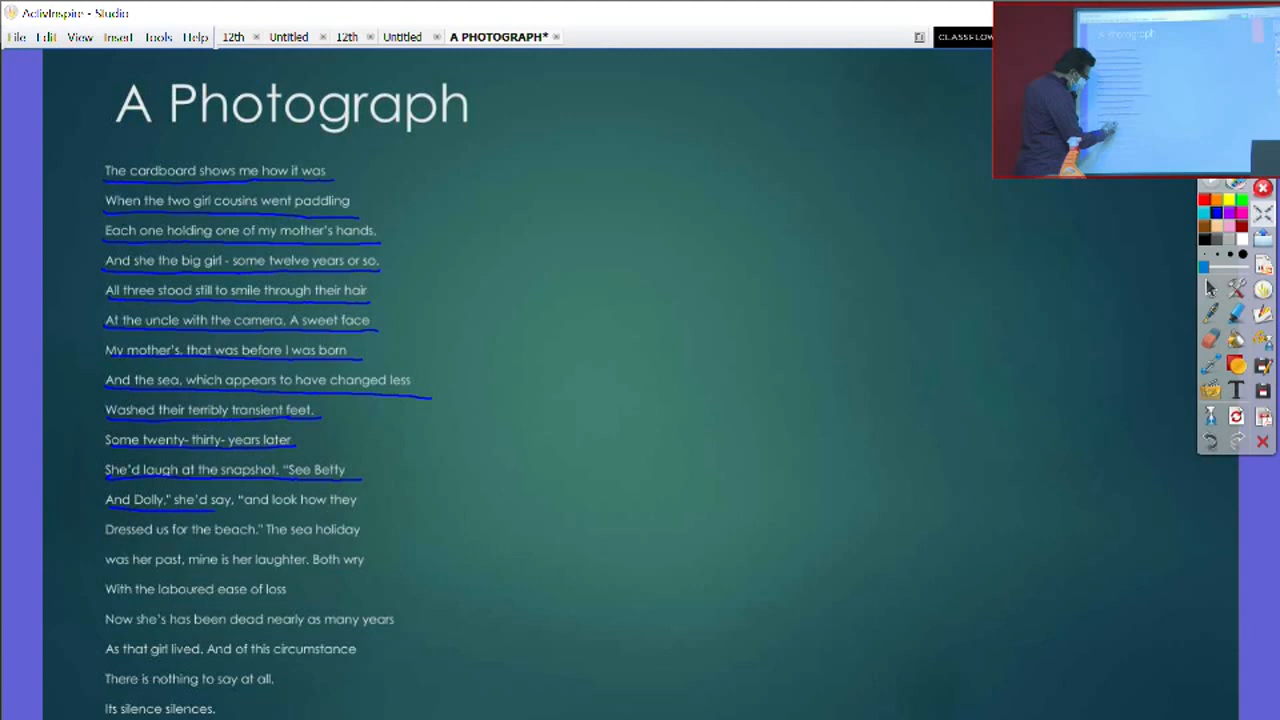 ActivInspire - Studio
File Edit View Insert Tools Help
12th Untitled 12th Untitled A PHOTOGRAPH*
CLASSFLOW
A Photograph
The cardboard shows me how it was
When the two girl cousins went paddling
Each one holding one of my mother's hands,
And she the big girl - some twelve years or so.
All three stood still to smile through their hair
At the uncle with the camera, A sweet face
My mother's, that was before I was born
And the sea, which appears to have changed less
Washed their terribly transient feet.
Some twenty- thirty- years later
She'd laugh at the snapshot. "See Betty
And Dolly," she'd say, "and look how they
Dressed us for the beach." The sea holiday
was her past, mine is her laughter. Both wry
With the laboured ease of loss
Now she's has been dead nearly as many years
As that girl lived. And of this circumstance
There is nothing to say at all,
Its silence silences.
A Photograph